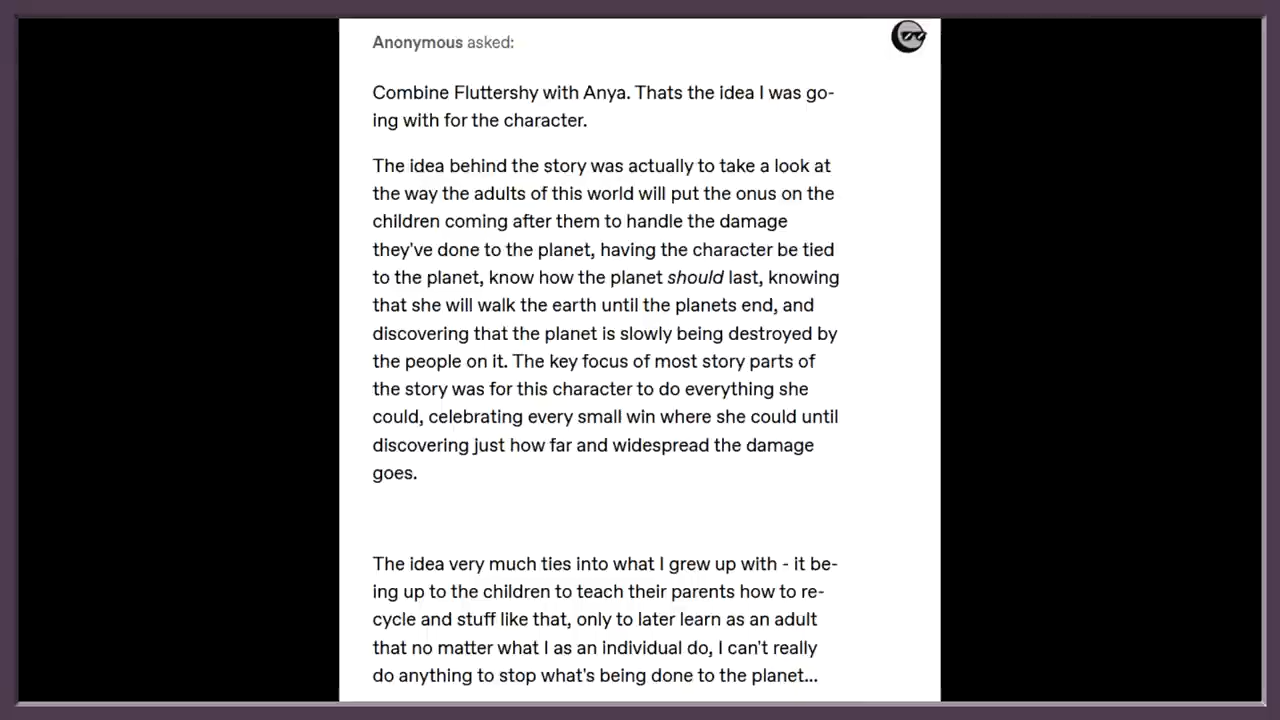 Anonymous asked:
Combine Fluttershy with Anya. Thats the idea I was go-
ing with for the character.
The idea behind the story was actually to take a look at
the way the adults of this world will put the onus on the
children coming after them to handle the damage
they've done to the planet, having the character be tied
to the planet, know how the planet should last, knowing
that she will walk the earth until the planets end, and
discovering that the planet is slowly being destroyed by
the people on it. The key focus of most story parts of
the story was for this character to do everything she
could, celebrating every small win where she could until
discovering just how far and widespread the damage
goes.
The idea very much ties into what I grew up with - it be-
ing up to the children to teach their parents how to re-
cycle and stuff like that, only to later learn as an adult
that no matter what I as an individual do, I can't really
do anything to stop what's being done to the planet...